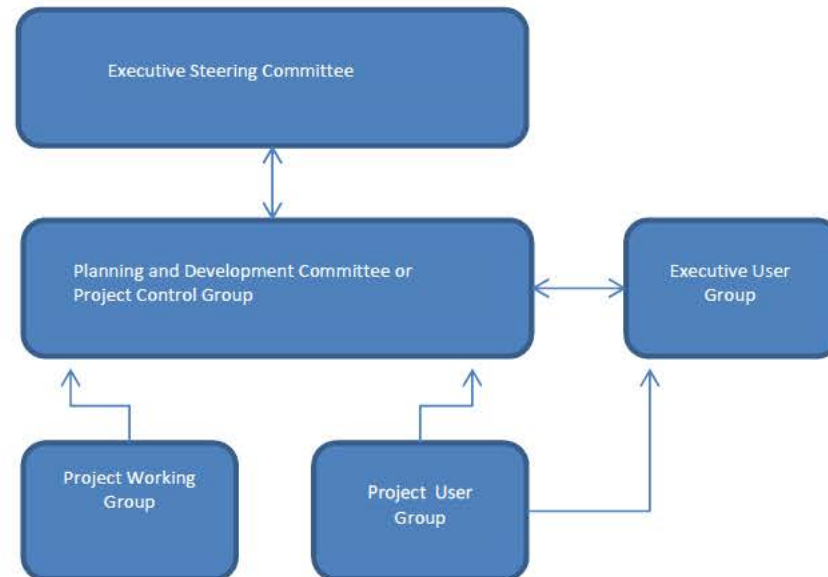 Executive Steering Committee
Planning and Development Committee or
Project Control Group
Executive User
Group
Project Working
Group
Project User
Group